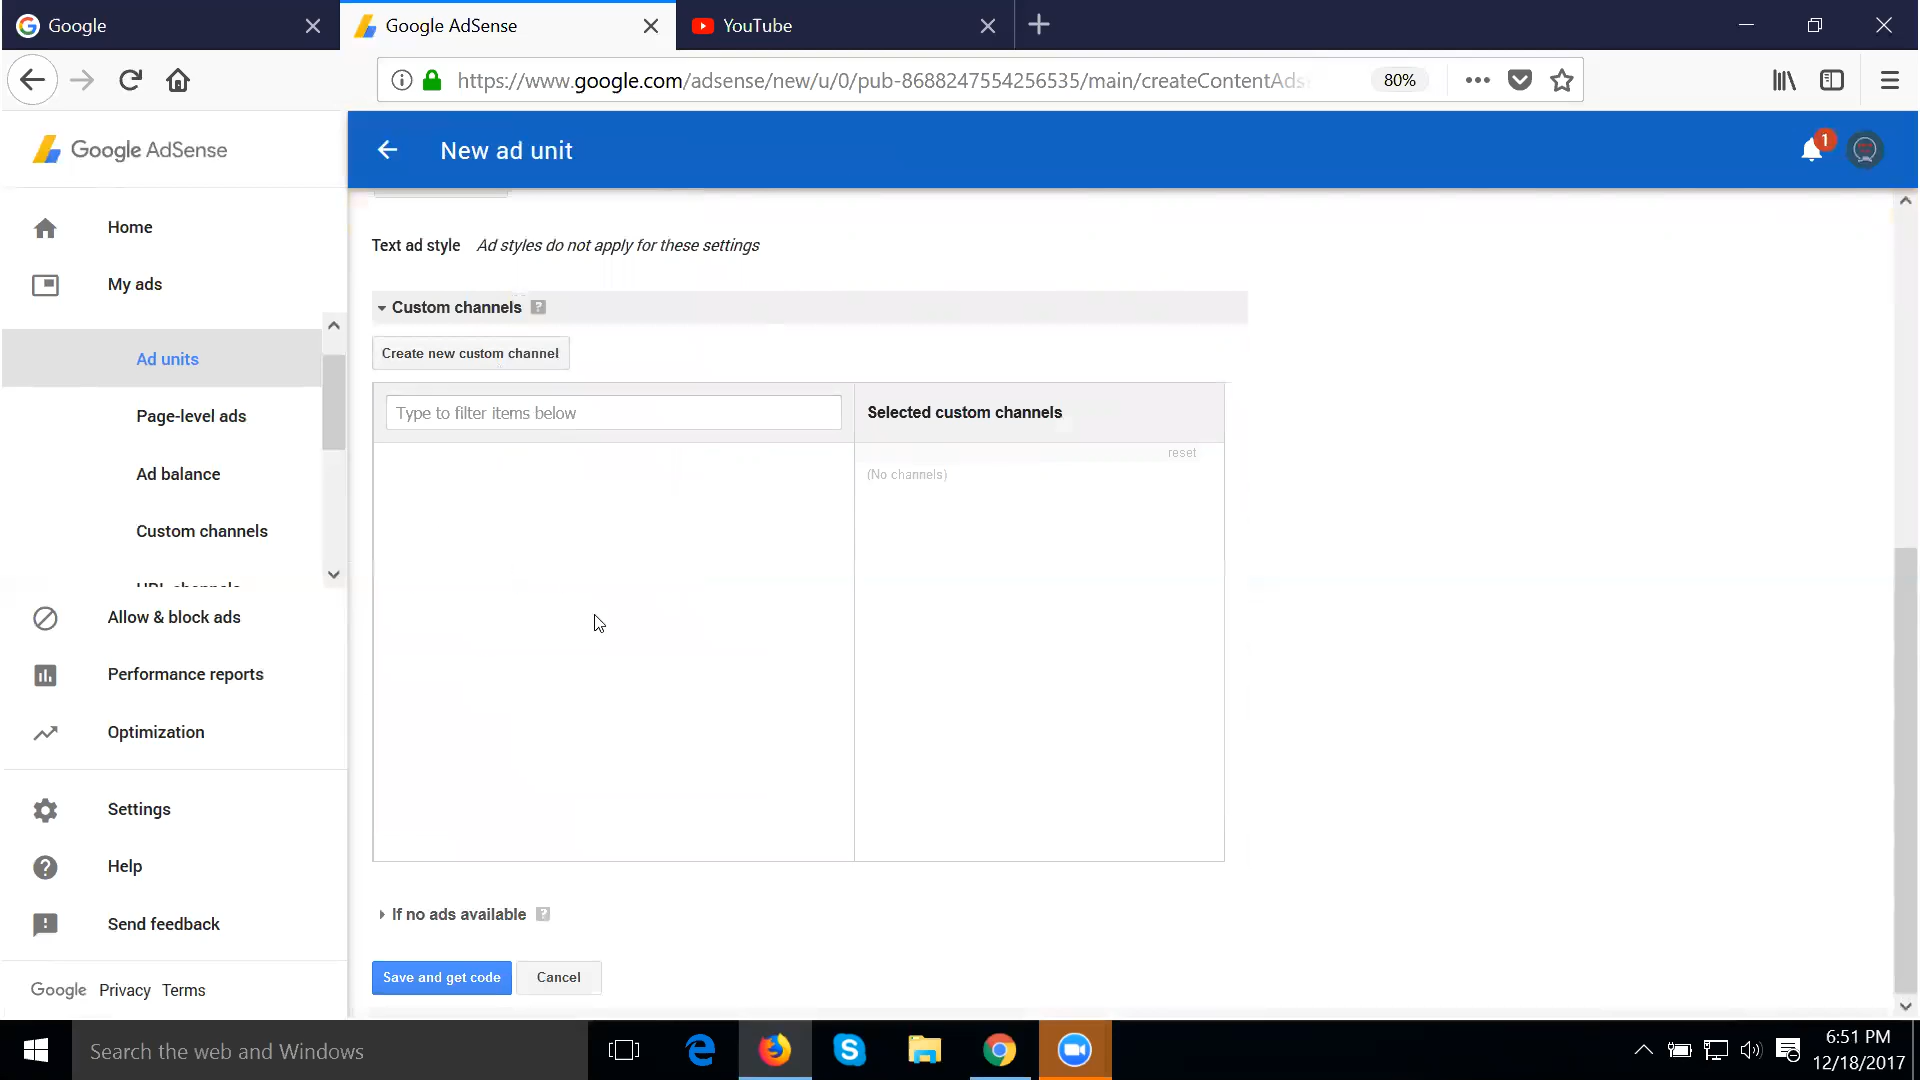 Google
Google AdSense
YouTube
https://www.google.com/adsense/new/u/0/pub-8688247554256535/main/createContentAds
80%
Google AdSense
New ad unit
1
Home
My ads
Ad units
Page-level ads
Ad balance
Custom channels
URL channels
Allow & block ads
Performance reports
Optimization
Settings
Help
Send feedback
Google Privacy Terms
Text ad style Ad styles do not apply for these settings
Custom channels ?
Create new custom channel
Type to filter items below
Selected custom channels
reset
(No channels)
If no ads available ?
Save and get code
Cancel
Search the web and Windows
6:51 PM
12/18/2017